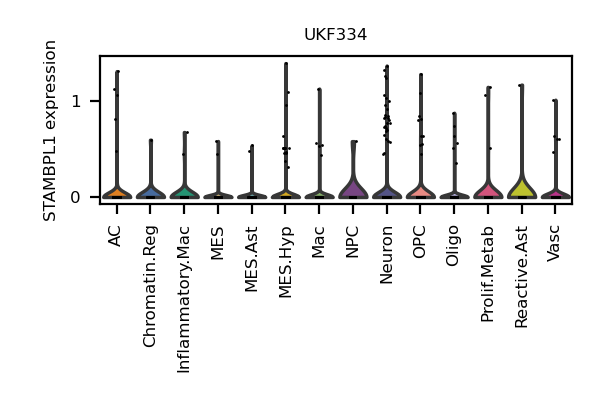 UKF334
STAMBPL1 expression
1
0
AC
Chromatin.Reg
Inflammatory.Mac
MES
MES.Ast
MES.Hyp
Mac
NPC
Neuron
OPC
Oligo
Prolif.Metab
Reactive.Ast
Vasc